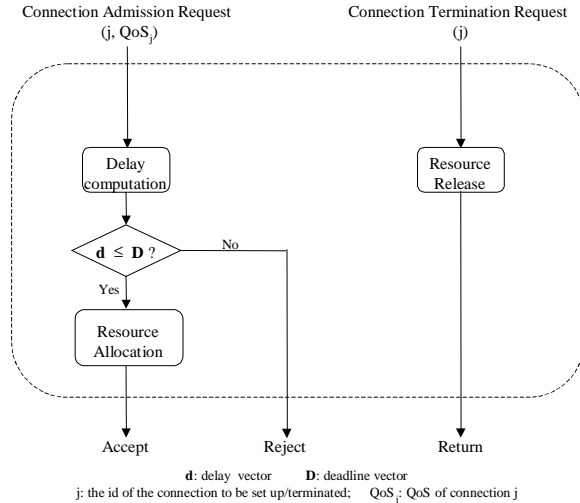 Connection Admission Request
(j, QoSj)
Connection Termination Request
(j)
Delay
computation
Resource
Release
d ≤ D ?
No
Yes
Resource
Allocation
Accept
Reject
Return
d: delay vector D: deadline vector
j: the id of the connection to be set up/terminated; QoSj: QoS of connection j